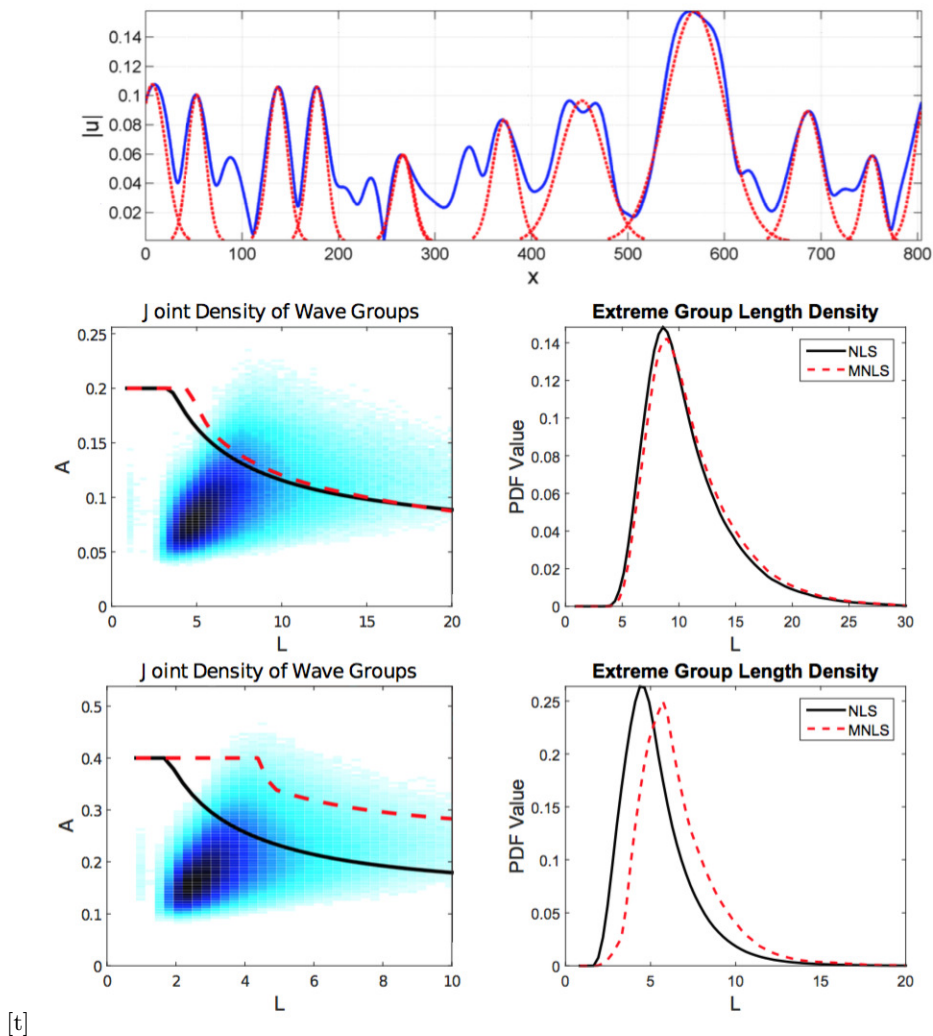 0.14
0.12
0.1
0.08
0.06
0.04
0.02
|u|
0 100 200 300 400 500 600 700 800
x
Joint Density of Wave Groups
0.25
0.2
0.15
0.1
0.05
0
A
0 5 10 15 20
L
Extreme Group Length Density
NLS
MNLS
0.14
0.12
0.1
0.08
0.06
0.04
0.02
0
PDF Value
0 5 10 15 20 25 30
L
Joint Density of Wave Groups
0.5
0.4
0.3
0.2
0.1
0
A
0 2 4 6 8 10
L
Extreme Group Length Density
NLS
MNLS
0.25
0.2
0.15
0.1
0.05
0
PDF Value
0 5 10 15 20
L
[t]